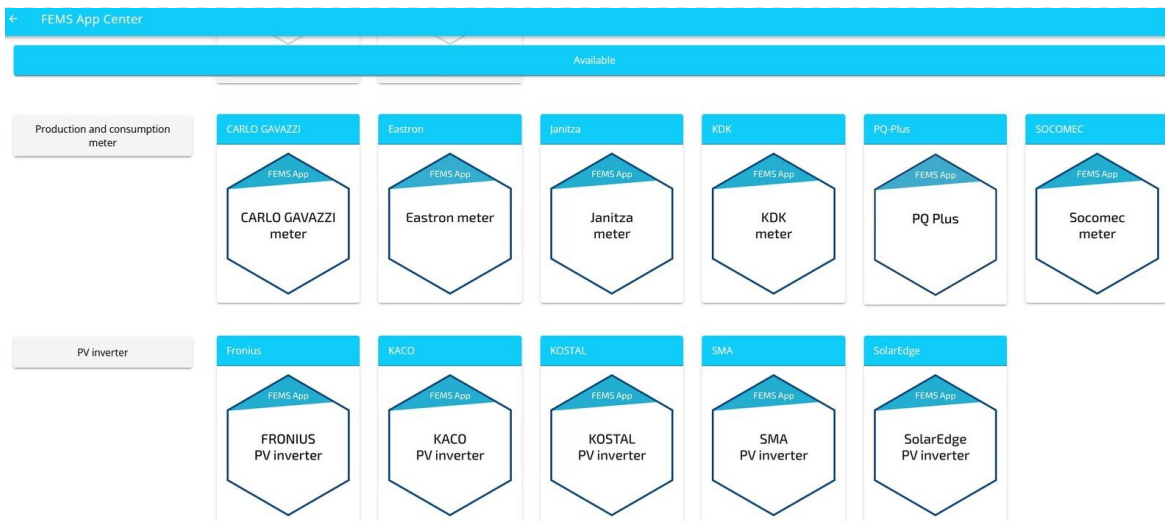 ← FEMS App Center
Available
Production and consumption
meter
CARLO GAVAZZI
Eastron
Janitza
KDK
PQ-Plus
SOCOMEC
FEMS App
CARLO GAVAZZI
meter
FEMS App
Eastron meter
FEMS App
Janitza
meter
FEMS App
KDK
meter
FEMS App
PQ Plus
FEMS App
Socomec
meter
PV inverter
Fronius
KACO
KOSTAL
SMA
SolarEdge
FEMS App
FRONIUS
PV inverter
FEMS App
KACO
PV inverter
FEMS App
KOSTAL
PV inverter
FEMS App
SMA
PV inverter
FEMS App
SolarEdge
PV inverter